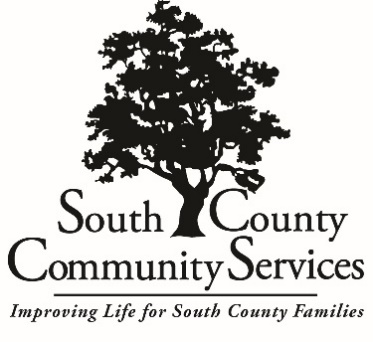 South County
Community Services
Improving Life for South County Families